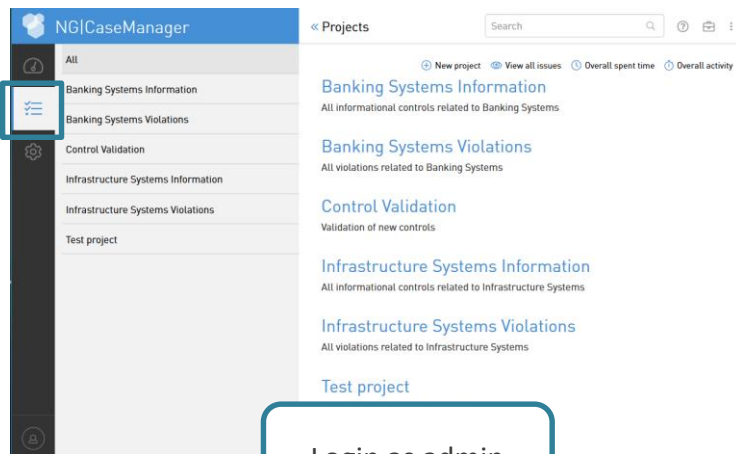 NG|CaseManager
All
Banking Systems Information
Banking Systems Violations
Control Validation
Infrastructure Systems Information
Infrastructure Systems Violations
Test project
« Projects
Search
New project View all issues Overall spent time Overall activity
Banking Systems Information
All informational controls related to Banking Systems
Banking Systems Violations
All violations related to Banking Systems
Control Validation
Validation of new controls
Infrastructure Systems Information
All informational controls related to Infrastructure Systems
Infrastructure Systems Violations
All violations related to Infrastructure Systems
Test project
Login as admin